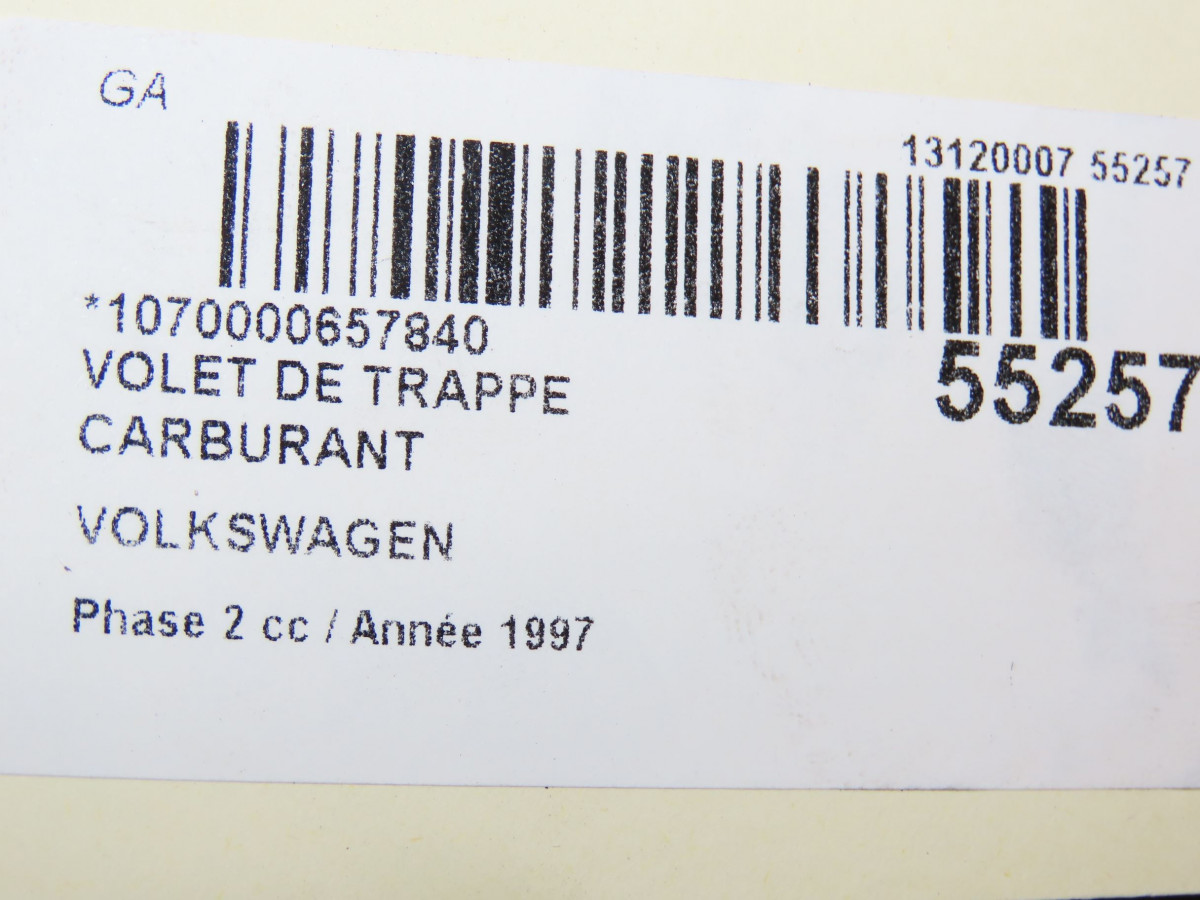 GA
13120007 55257
*1070000657840
55257
VOLET DE TRAPPE
CARBURANT
VOLKSWAGEN
Phase 2 cc / Année 1997